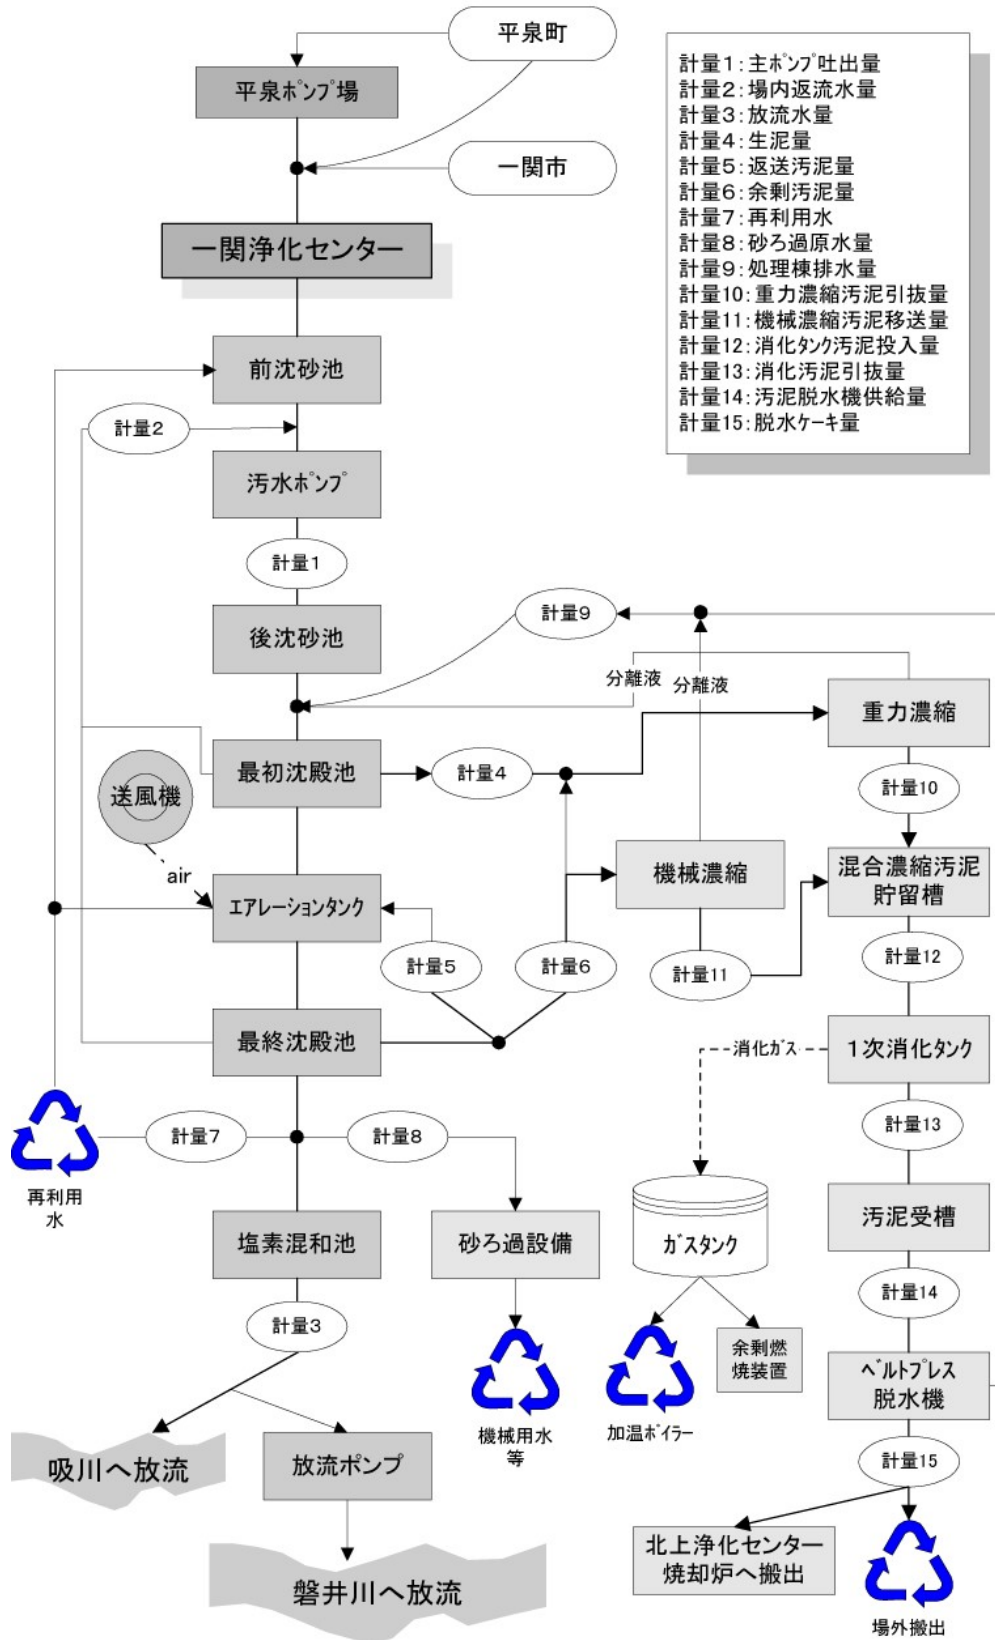 平泉町
平泉ポンプ場
一関市
一関浄化センター
計量1:主ポンプ吐出量
計量2:場内返流水量
計量3:放流水量
計量4:生泥量
計量5:返送汚泥量
計量6:余剰汚泥量
計量7:再利用水
計量8:砂ろ過原水量
計量9:処理棟排水量
計量10:重力濃縮汚泥引抜量
計量11:機械濃縮汚泥移送量
計量12:消化タンク汚泥投入量
計量13:消化汚泥引抜量
計量14:汚泥脱水機供給量
計量15:脱水ケーキ量
前沈砂池
計量2
汚水ポンプ
計量1
後沈砂池
計量9
分離液
分離液
重力濃縮
最初沈殿池
計量4
計量10
送風機
air
機械濃縮
混合濃縮汚泥
貯留槽
エアレーションタンク
計量5
計量6
計量11
計量12
最終沈殿池
消化ガス
1次消化タンク
計量7
計量8
計量13
再利用
水
塩素混和池
砂ろ過設備
ガスタンク
汚泥受槽
計量3
計量14
余剰燃
焼装置
ベルトプレス
脱水機
機械用水
等
加温ボイラー
吸川へ放流
放流ポンプ
計量15
北上浄化センター
焼却炉へ搬出
磐井川へ放流
場外搬出